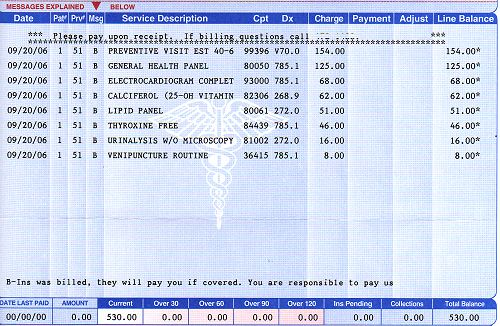 MESSAGES EXPLAINED BELOW
Date Pat# Prv# Msg Service Description Cpt Dx Charge Payment Adjust Line Balance
*** Please pay upon receipt. If billing questions call ***
09/20/06 1 51 B PREVENTIVE VISIT EST 40-6 99396 V70.0 154.00 154.00*
09/20/06 1 51 B GENERAL HEALTH PANEL 80050 785.1 125.00 125.00*
09/20/06 1 51 B ELECTROCARDIOGRAM COMPLET 93000 785.1 68.00 68.00*
09/20/06 1 51 B CALCIFEROL (25-OH VITAMIN 82306 268.9 62.00 62.00*
09/20/06 1 51 B LIPID PANEL 80061 272.0 51.00 51.00*
09/20/06 1 51 B THYROXINE FREE 84439 785.1 46.00 46.00*
09/20/06 1 51 B URINALYSIS W/O MICROSCOPY 81002 272.0 16.00 16.00*
09/20/06 1 51 B VENIPUNCTURE ROUTINE 36415 785.1 8.00 8.00*
B-Ins was billed, they will pay you if covered. You are responsible to pay us
DATE LAST PAID AMOUNT Current Over 30 Over 60 Over 90 Over 120 Ins Pending Collections Total Balance
00/00/00 0.00 530.00 0.00 0.00 0.00 0.00 0.00 0.00 530.00